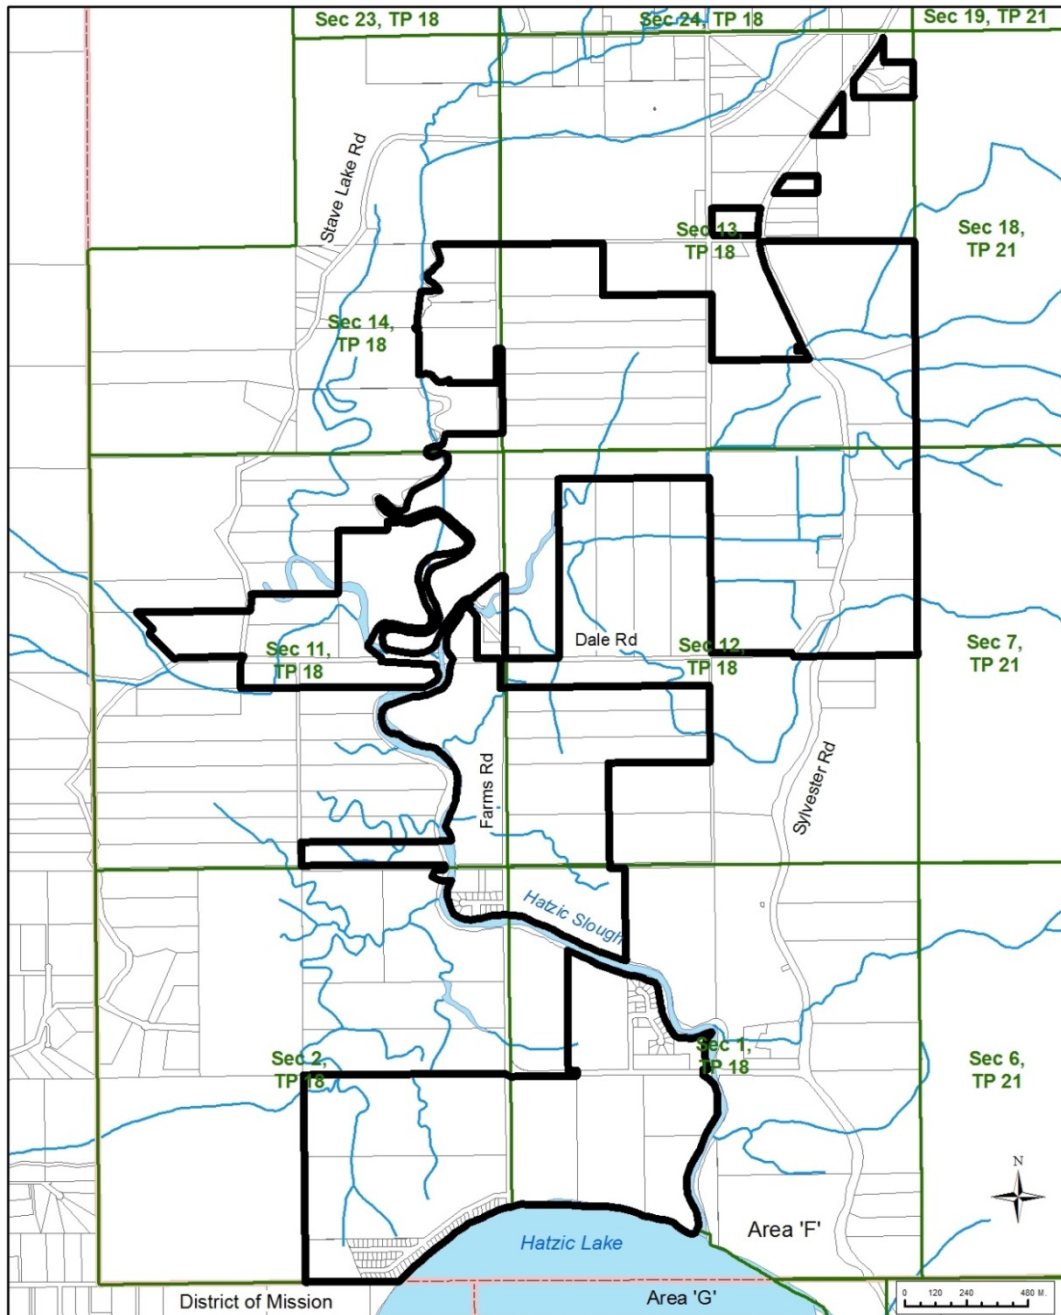 Sec 23, TP 18
Sec 24, TP 18
Sec 19, TP 21
Stave Lake Rd
Sec 13,
TP 18
Sec 18,
TP 21
Sec 14,
TP 18
Dale Rd
Sec 11,
TP 18
Sec 12,
TP 18
Sec 7,
TP 21
Farms Rd
Sylvester Rd
Hatzic Slough
Sec 2,
TP 18
Sec 1,
TP 18
Sec 6,
TP 21
N
Area 'F'
Hatzic Lake
District of Mission
Area 'G'
0 120 240 480 M.